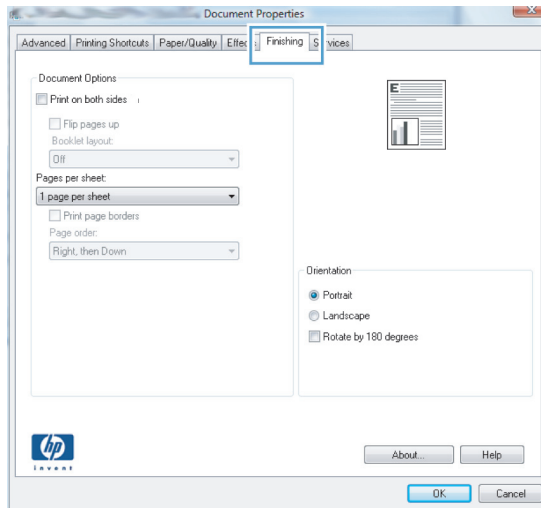 Document Properties
Advanced Printing Shortcuts Paper/Quality Finishing
Document Options
Print on both sides
Flip pages up
Booklet layout:
Off
Pages per sheet:
1 page per sheet
Print page borders
Page order:
Right, then Down
E
Orientation
Portrait
Landscape
Rotate by 180 degrees
hp
invent
About... Help
OK Cancel